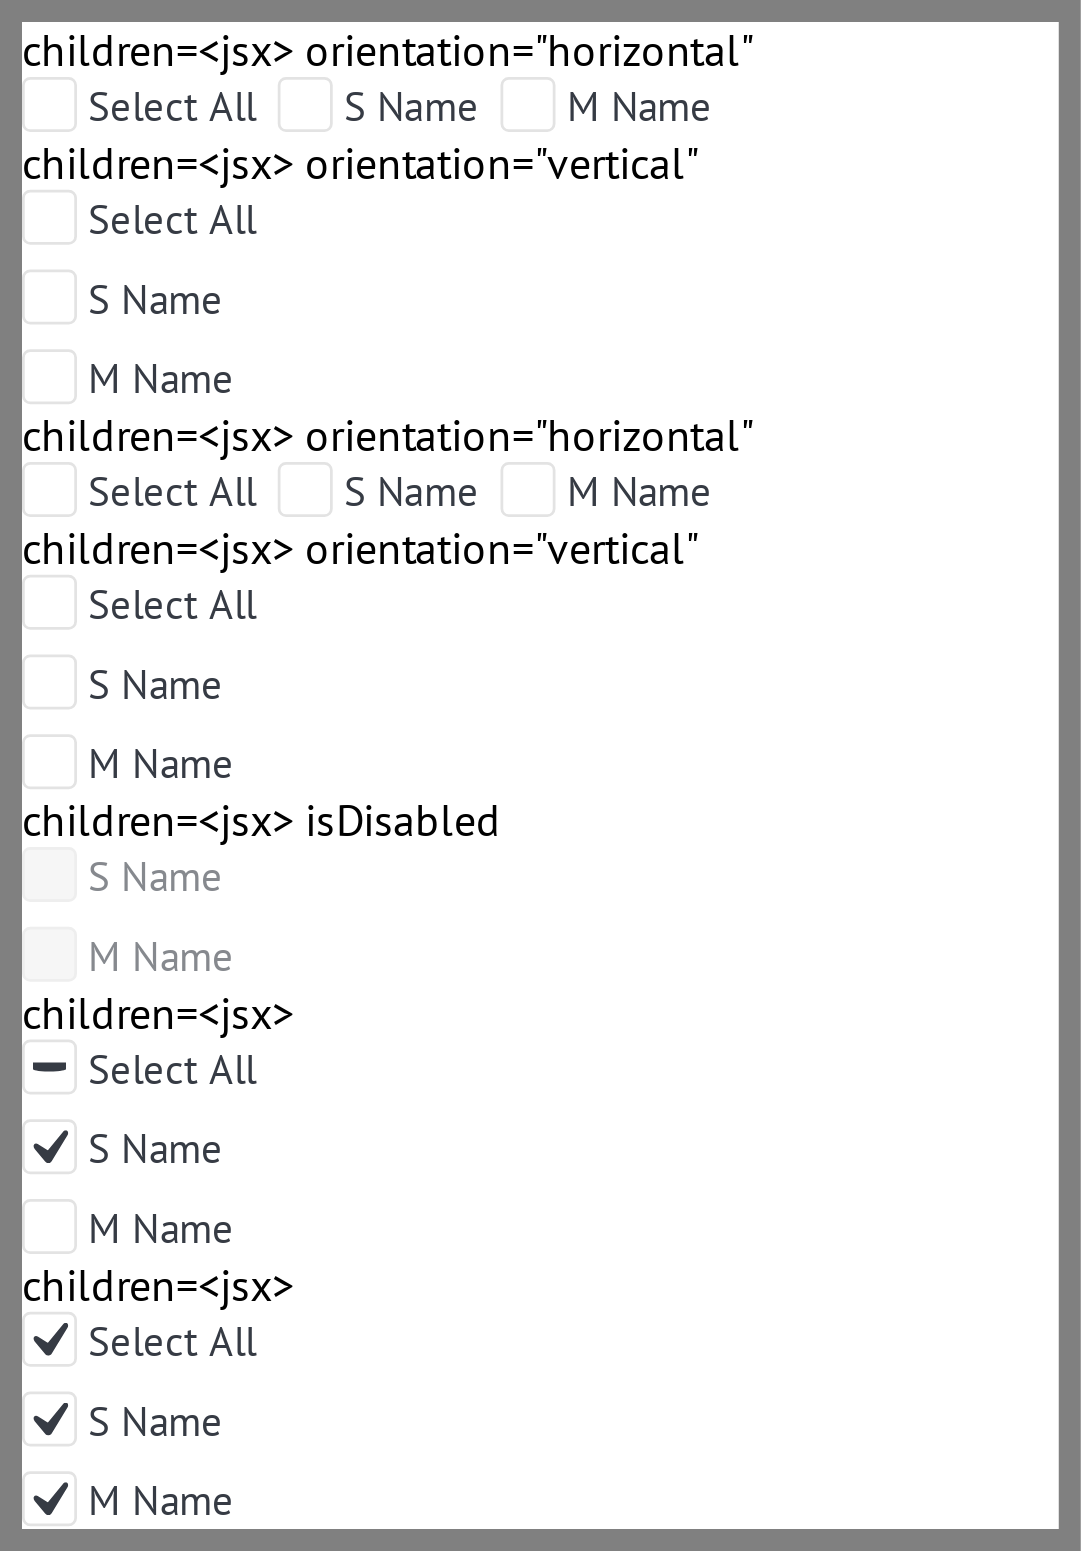 children=<jsx> orientation="horizontal"
Select All S Name M Name
children=<jsx> orientation="vertical"
Select All
S Name
M Name
children=<jsx> orientation="horizontal"
Select All S Name M Name
children=<jsx> orientation="vertical"
Select All
S Name
M Name
children=<jsx> isDisabled
S Name
M Name
children=<jsx>
Select All
S Name
M Name
children=<jsx>
Select All
S Name
M Name